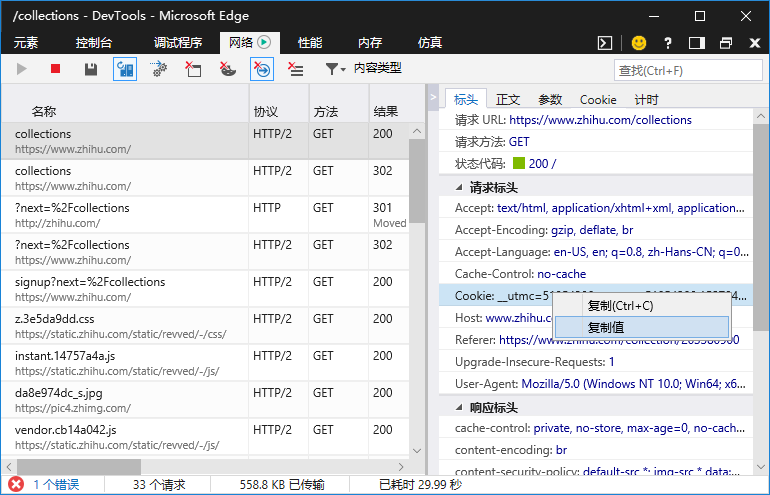 /collections - DevTools - Microsoft Edge
元素 控制台 调试程序 网络 性能 内存 仿真
内容类型 查找(Ctrl+F)
名称 协议 方法 结果
collections HTTP/2 GET 200
https://www.zhihu.com/
collections HTTP/2 GET 302
https://www.zhihu.com/
?next=%2Fcollections HTTP GET 301
http://zhihu.com/ Moved
?next=%2Fcollections HTTP/2 GET 302
https://www.zhihu.com/
signup?next=%2Fcollections HTTP/2 GET 200
https://www.zhihu.com/
z.3e5da9dd.css HTTP/2 GET 200
https://static.zhihu.com/static/revved/-/css/
instant.14757a4a.js HTTP/2 GET 200
https://static.zhihu.com/static/revved/-/js/
da8e974dc_s.jpg HTTP/2 GET 200
https://pic4.zhimg.com/
vendor.cb14a042.js HTTP/2 GET 200
https://static.zhihu.com/static/revved/-/js/
标头 正文 参数 Cookie 计时
请求 URL: https://www.zhihu.com/collections
请求方法: GET
状态代码: 200 /
请求标头
Accept: text/html, application/xhtml+xml, application...
Accept-Encoding: gzip, deflate, br
Accept-Language: en-US, en; q=0.8, zh-Hans-CN; q=0...
Cache-Control: no-cache
Cookie: __utmc=
复制(Ctrl+C)
复制值
Host: www.zhihu.c
Referer: https://www.zhihu.com/collection/
Upgrade-Insecure-Requests: 1
User-Agent: Mozilla/5.0 (Windows NT 10.0; Win64; x6...
响应标头
cache-control: private, no-store, max-age=0, no-cach...
content-encoding: br
content-security-policy: default-src *; img-src * data:...
1 个错误 33 个请求 558.8 KB 已传输 已耗时 29.99 秒